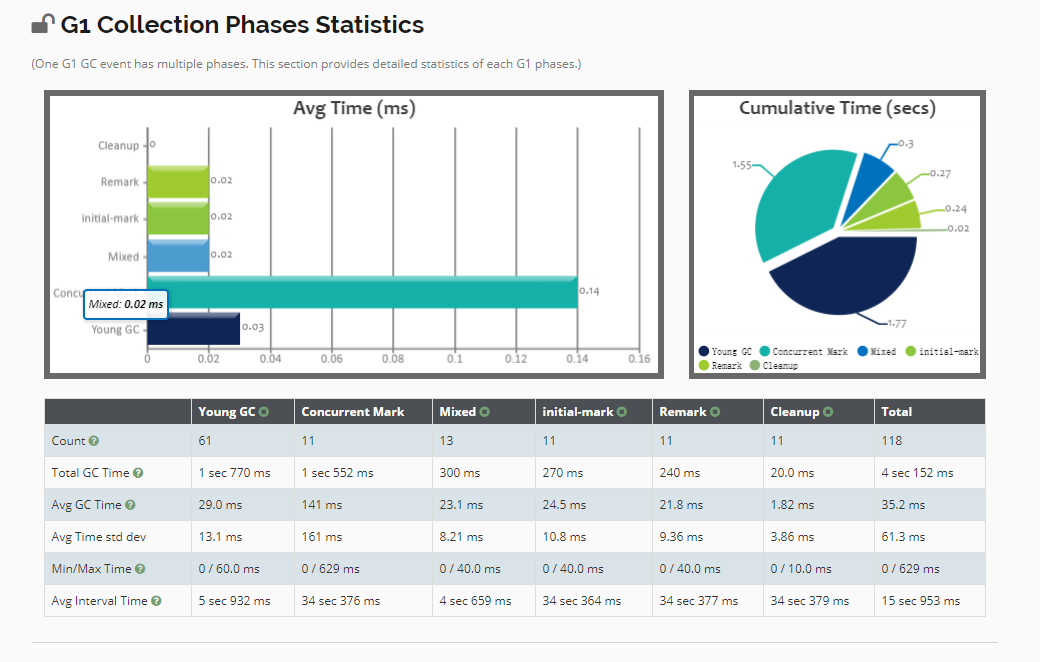 G1 Collection Phases Statistics
(One G1 GC event has multiple phases. This section provides detailed statistics of each G1 phases.)
Avg Time (ms)
Cleanup 0
Remark 0.02
initial-mark 0.02
Mixed 0.02
0.14
Mixed: 0.02 ms
Young GC 0.03
0 0.02 0.04 0.06 0.08 0.1 0.12 0.14 0.16
Cumulative Time (secs)
0.3
1.55
0.27
0.24
0.02
1.77
Young GC Concurrent Mark Mixed initial-mark
Remark Cleanup
Young GC Concurrent Mark Mixed initial-mark Remark Cleanup Total
Count 61 11 13 11 11 11 118
Total GC Time 1 sec 770 ms 1 sec 552 ms 300 ms 270 ms 240 ms 20.0 ms 4 sec 152 ms
Avg GC Time 29.0 ms 141 ms 23.1 ms 24.5 ms 21.8 ms 1.82 ms 35.2 ms
Avg Time std dev 13.1 ms 161 ms 8.21 ms 10.8 ms 9.36 ms 3.86 ms 61.3 ms
Min/Max Time 0 / 60.0 ms 0 / 629 ms 0 / 40.0 ms 0 / 40.0 ms 0 / 40.0 ms 0 / 10.0 ms 0 / 629 ms
Avg Interval Time 5 sec 932 ms 34 sec 376 ms 4 sec 659 ms 34 sec 364 ms 34 sec 377 ms 34 sec 379 ms 15 sec 953 ms